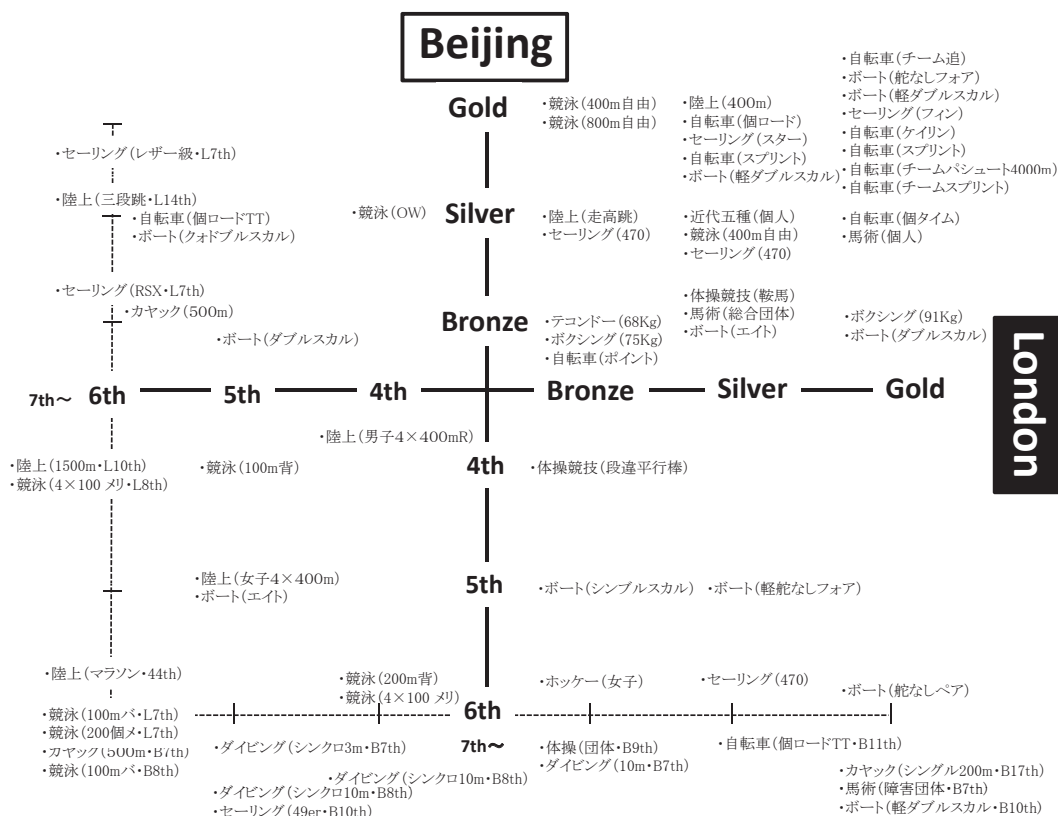 Beijing
Gold
・競泳(400m自由)
・競泳(800m自由)
・陸上(400m)
・自転車(個ロード)
・セーリング(スター)
・自転車(スプリント)
・ボート(軽ダブルスカル)
・自転車(チーム追)
・ボート(舵なしフォア)
・ボート(軽ダブルスカル)
・セーリング(フィン)
・自転車(ケイリン)
・自転車(スプリント)
・自転車(チームパシュート4000m)
・自転車(チームスプリント)
・セーリング(レザー級・L7th)
・陸上(三段跳・L14th)
・自転車(個ロードTT)
・ボート(クォドプルスカル)
・競泳(OW)
Silver
・陸上(走高跳)
・セーリング(470)
・近代五種(個人)
・競泳(400m自由)
・セーリング(470)
・自転車(個タイム)
・馬術(個人)
・セーリング(RSX・L7th)
・カヤック(500m)
・ボート(ダブルスカル)
Bronze
・テコンドー(68Kg)
・ボクシング(75Kg)
・自転車(ポイント)
・体操競技(鞍馬)
・馬術(総合団体)
・ボート(エイト)
・ボクシング(91Kg)
・ボート(ダブルスカル)
London
7th〜 6th 5th 4th Bronze Silver Gold
・陸上(男子4×400mR)
・陸上(1500m・L10th)
・競泳(4×100 メリ・L8th)
・競泳(100m背)
4th
・体操競技(段違平行棒)
・陸上(女子4×400m)
・ボート(エイト)
5th
・ボート(シンブルスカル)
・ボート(軽舵なしフォア)
・陸上(マラソン・44th)
・競泳(200m背)
・競泳(4×100 メリ)
・ホッケー(女子)
・セーリング(470)
・ボート(舵なしペア)
6th
7th〜
・競泳(100mバ・L7th)
・競泳(200個メ・L7th)
・カヤック(500m・B7th)
・競泳(100mバ・B8th)
・ダイビング(シンクロ3m・B7th)
・ダイビング(シンクロ10m・B8th)
・ダイビング(シンクロ10m・B8th)
・セーリング(49er・B10th)
・体操(団体・B9th)
・ダイビング(10m・B7th)
・自転車(個ロードTT・B11th)
・カヤック(シングル200m・B17th)
・馬術(障害団体・B7th)
・ボート(軽ダブルスカル・B10th)